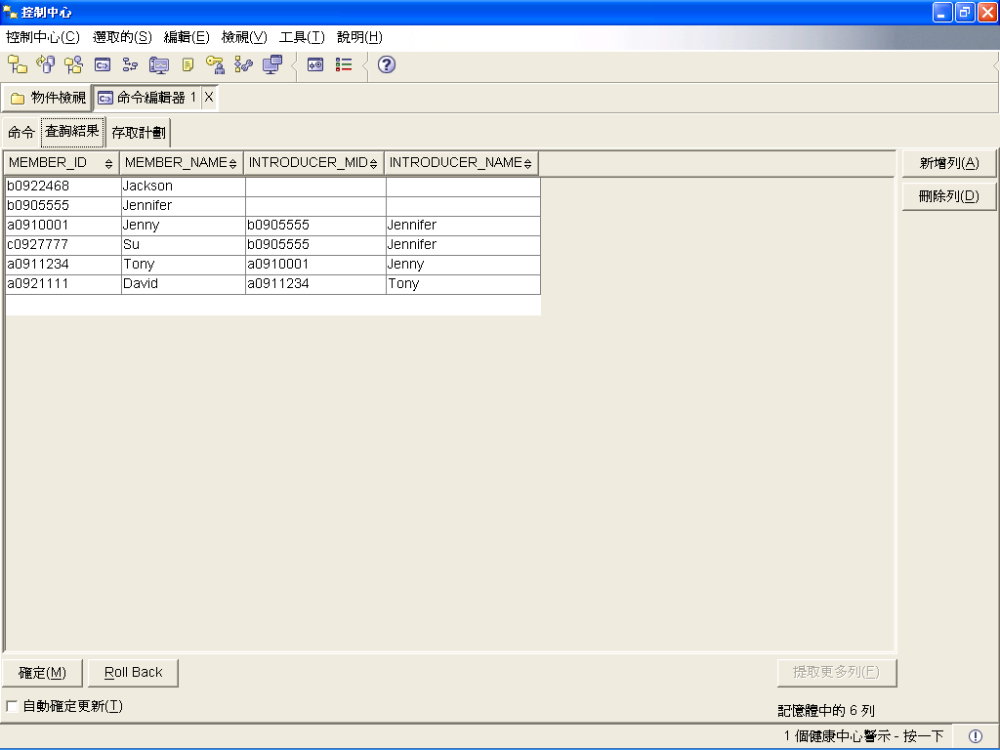 控制中心
控制中心(C) 選取的(S) 編輯(E) 檢視(V) 工具(T) 說明(H)
物件檢視 命令編輯器 1 X
命令 查詢結果 存取計劃
MEMBER_ID MEMBER_NAME INTRODUCER_MID INTRODUCER_NAME 新增列(A)
b0922468 Jackson 刪除列(D)
b0905555 Jennifer
a0910001 Jenny b0905555 Jennifer
c0927777 Su b0905555 Jennifer
a0911234 Tony a0910001 Jenny
a0921111 David a0911234 Tony
確定(M) Roll Back 提取更多列(F)
自動確定更新(T) 記憶體中的 6 列
1 個健康中心警示 - 按一下